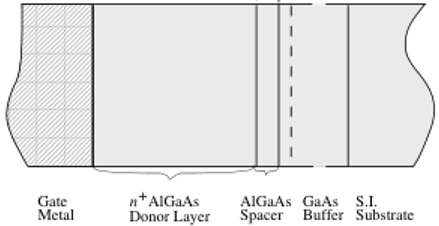 Gate
Metal
n+AlGaAs
Donor Layer
AlGaAs
Spacer
GaAs
Buffer
S.I.
Substrate